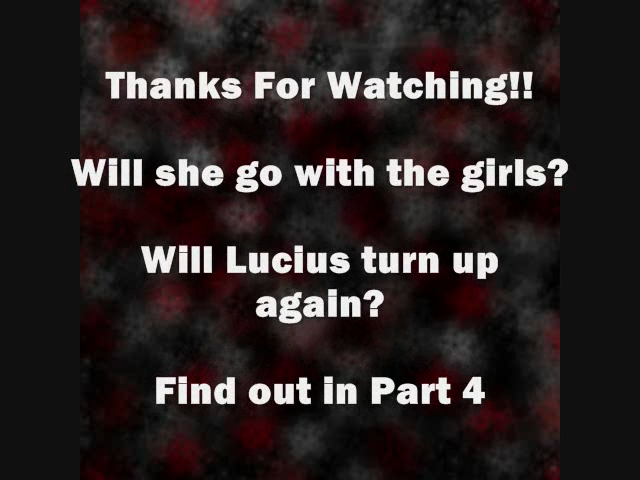 Thanks For Watching!!
Will she go with the girls?
Will Lucius turn up
again?
Find out in Part 4